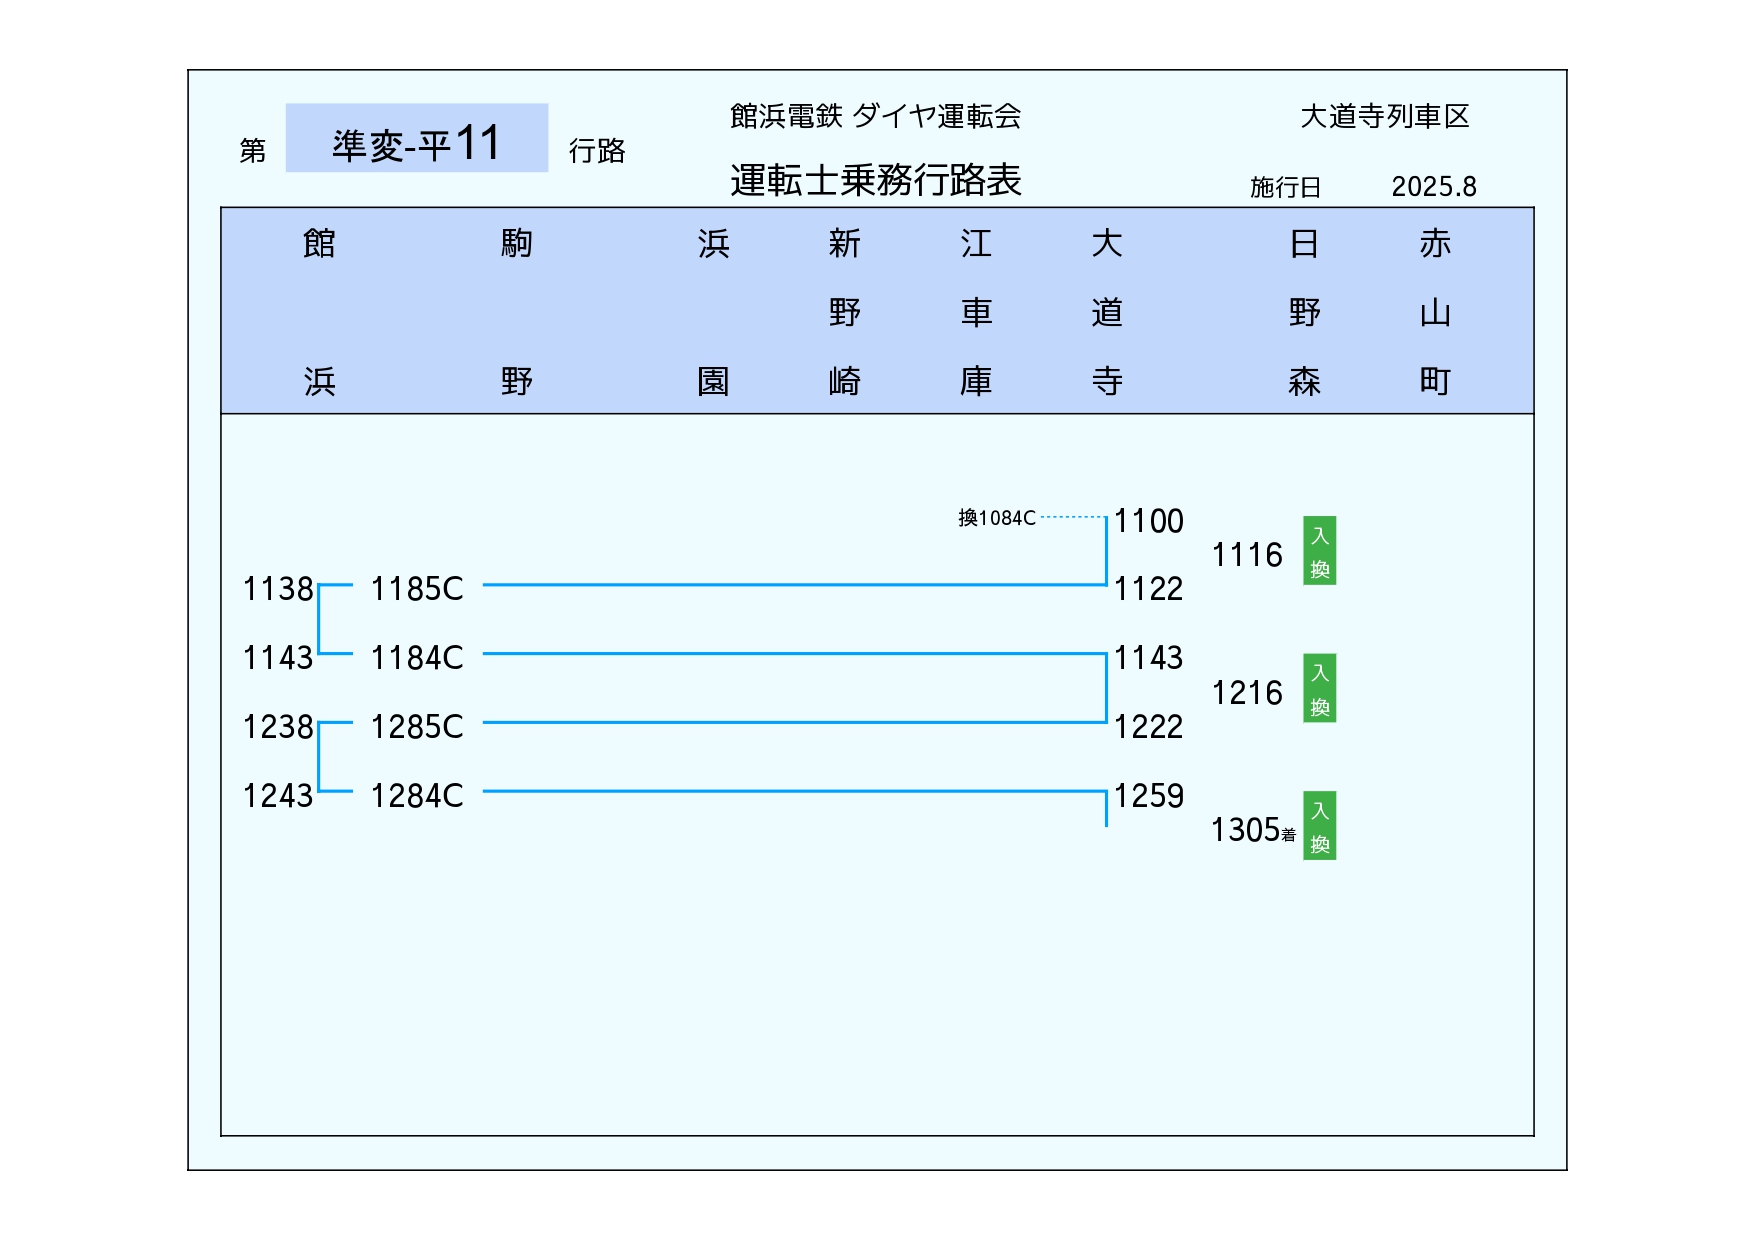 館浜電鉄 ダイヤ運転会
大道寺列車区
第 準変-平11 行路
運転士乗務行路表
施行日 2025.8
館浜 駒野 浜園 新野崎 江車庫 大道寺 日野森 赤山町
換1084C 1100
1116 入換
1138 1185C 1122
1143 1184C 1143
1216 入換
1238 1285C 1222
1243 1284C 1259
1305着 入換